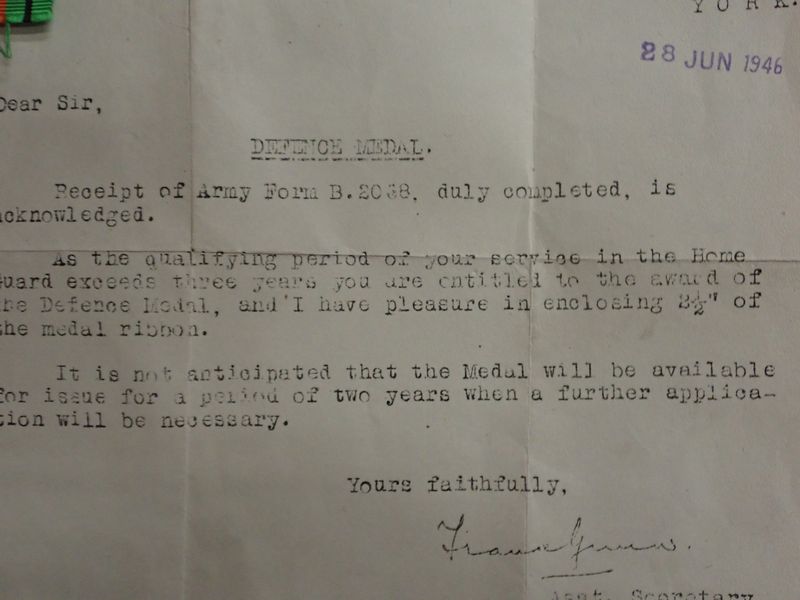 YORK.
28 JUN 1946
Dear Sir,
DEFENCE MEDAL.
Receipt of Army Form B.2038, duly completed, is
acknowledged.
As the qualifying period of your service in the Home
Guard exceeds three years you are entitled to the award of
the Defence Medal, and I have pleasure in enclosing 2½" of
the medal ribbon.
It is not anticipated that the Medal will be available
for issue for a period of two years when a further applica-
tion will be necessary.
Yours faithfully,
Asst. Secretary